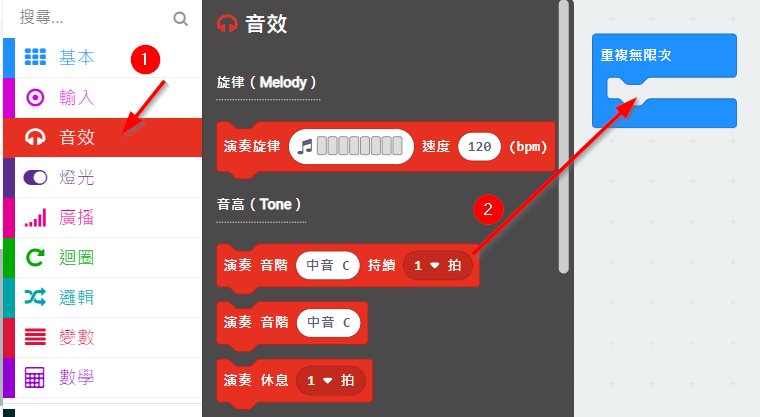 搜尋...
基本
1
輸入
音效
燈光
廣播
迴圈
邏輯
變數
數學
音效
旋律（Melody）
演奏旋律 速度 120 (bpm)
音高（Tone）
2
演奏 音階 中音 C 持續 1 拍
演奏 音階 中音 C
演奏 休息 1 拍
重複無限次